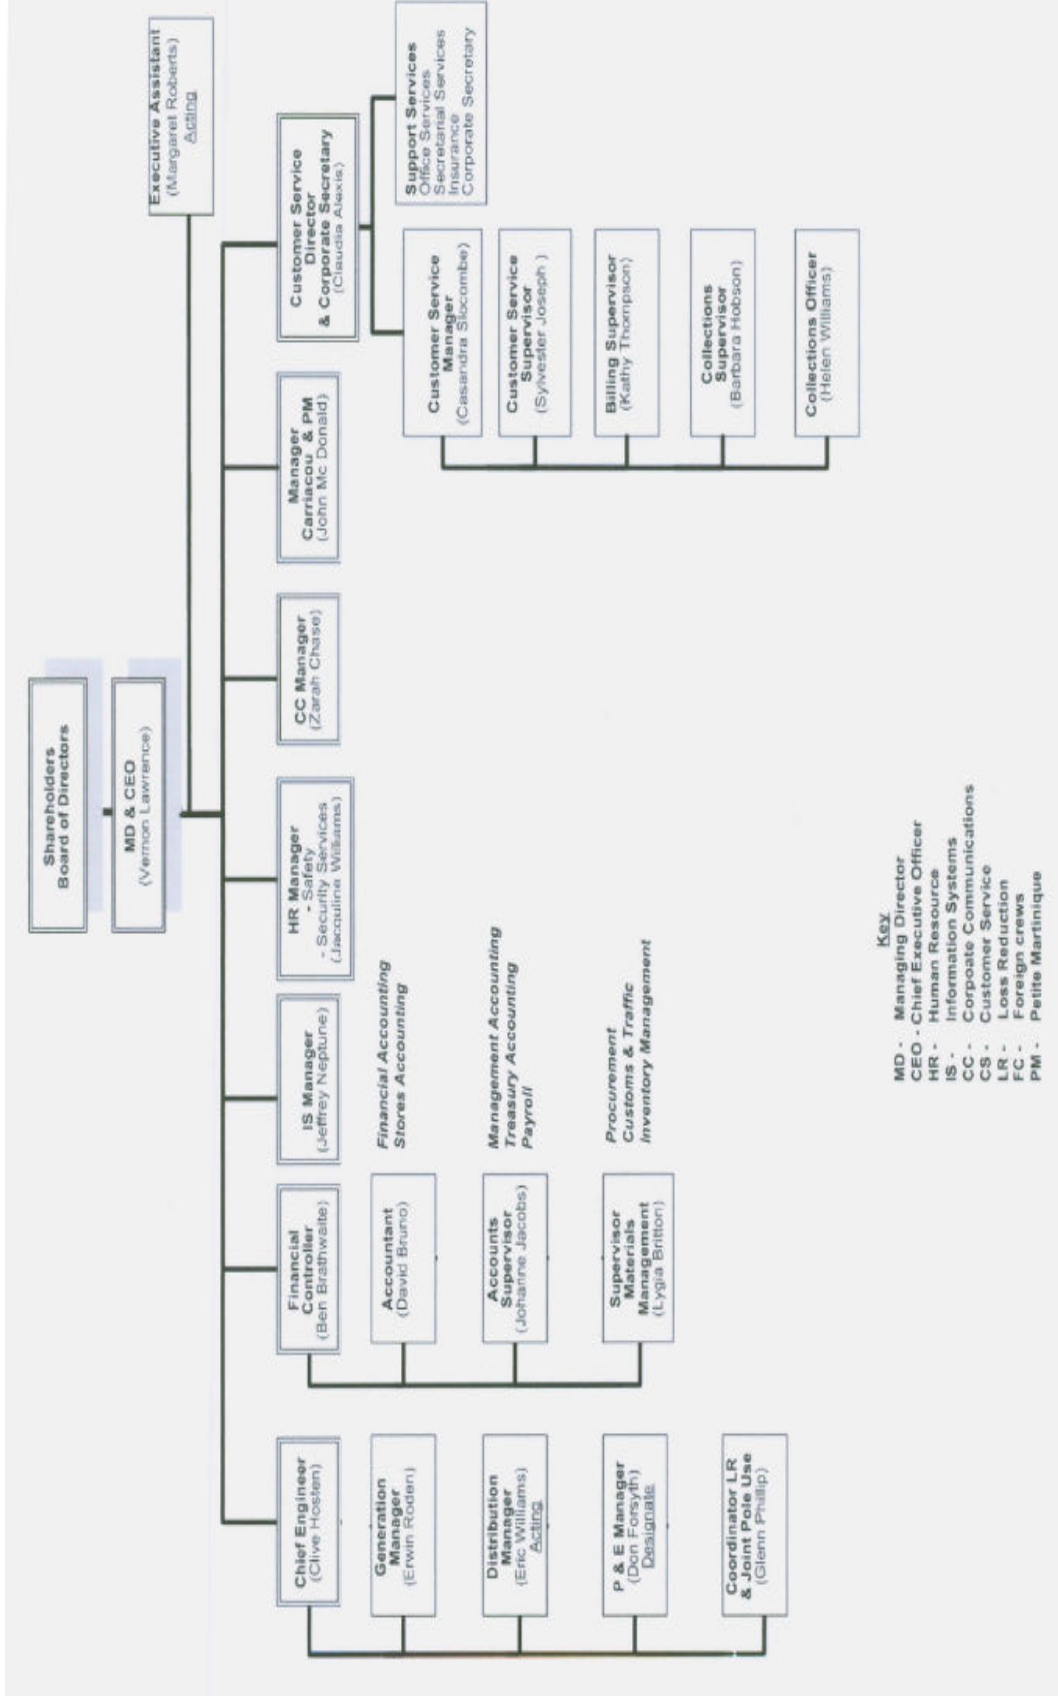 Shareholders
Board of Directors
MD & CEO
(Vernon Lawrence)
Executive Assistant
(Margaret Roberts)
Acting
Chief Engineer
(Clive Hosten)
Generation
Manager
(Erwin Roden)
Distribution
Manager
(Eric Williams)
Acting
P & E Manager
(Don Forsyth)
Designate
Coordinator LR
& Joint Pole Use
(Glenn Phillip)
Financial
Controller
(Ben Brathwaite)
Accountant
(David Bruno)
Financial Accounting
Stores Accounting
Accounts
Supervisor
(Johanne Jacobs)
Management Accounting
Treasury Accounting
Payroll
Supervisor
Materials
Management
(Lygia Britton)
Procurement
Customs & Traffic
Inventory Management
IS Manager
(Jeffrey Neptune)
HR Manager
- Safety
- Security Services
(Jacquline Williams)
CC Manager
(Zarah Chase)
Manager
Carriacou & PM
(John Mc Donald)
Customer Service
Director
& Corporate Secretary
(Claudia Alexis)
Customer Service
Manager
(Casandra Slocombe)
Customer Service
Supervisor
(Sylvester Joseph )
Billing Supervisor
(Kathy Thompson)
Collections
Supervisor
(Barbara Hobson)
Collections Officer
(Helen Williams)
Support Services
Office Services
Secretarial Services
Insurance
Corporate Secretary
Key
MD - Managing Director
CEO - Chief Executive Officer
HR - Human Resource
IS - Information Systems
CC - Corpoate Communications
CS - Customer Service
LR - Loss Reduction
FC - Foreign crews
PM - Petite Martinique